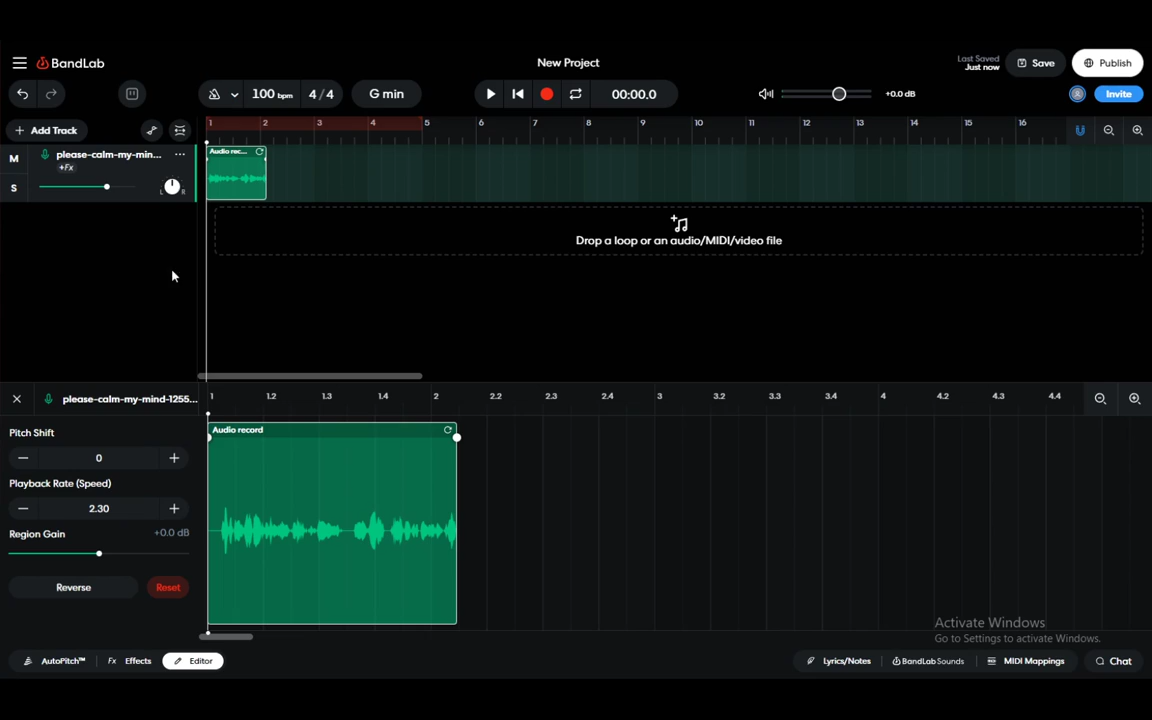 BandLab
New Project
Last Saved
Just now
Save
Publish
100 bpm
4/4
G min
00:00.0
+0.0 dB
Invite
+ Add Track
1 2 3 4 5 6 7 8 9 10 11 12 13 14 15 16
M
please-calm-my-min...
+Fx
S
L R
Audio rec...
Drop a loop or an audio/MIDI/video file
please-calm-my-mind-1255...
1 1.2 1.3 1.4 2 2.2 2.3 2.4 3 3.2 3.3 3.4 4 4.2 4.3 4.4
Audio record
Pitch Shift
0
Playback Rate (Speed)
2.30
Region Gain +0.0 dB
Reverse
Reset
Activate Windows
Go to Settings to activate Windows.
AutoPitch™
Fx Effects
Editor
Lyrics/Notes
BandLab Sounds
MIDI Mappings
Chat